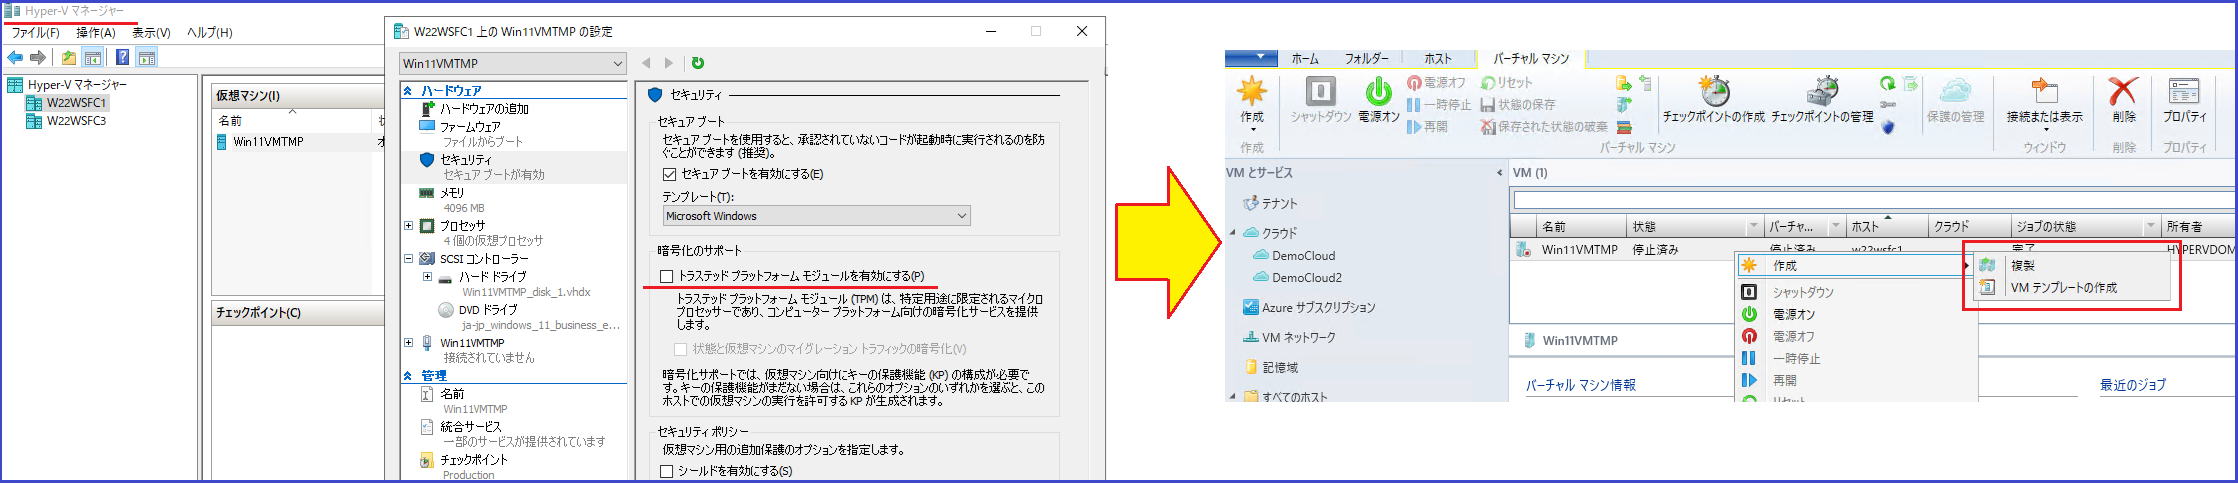 Hyper-V マネージャー
ファイル(F) 操作(A) 表示(V) ヘルプ(H)
Hyper-V マネージャー
W22WSFC1
W22WSFC3
仮想マシン(I)
名前
Win11VMTMP
チェックポイント(C)
W22WSFC1 上の Win11VMTMP の設定
Win11VMTMP
ハードウェア
ハードウェアの追加
ファームウェア
ファイルからブート
セキュリティ
セキュア ブートが有効
メモリ
4096 MB
プロセッサ
4 個の仮想プロセッサ
SCSI コントローラー
ハード ドライブ
Win11VMTMP_disk_1.vhdx
DVD ドライブ
ja-jp_windows_11_business_e...
Win11VMTMP
接続されていません
管理
名前
Win11VMTMP
統合サービス
一部のサービスが提供されています
チェックポイント
Production
セキュリティ
セキュア ブート
セキュア ブートを使用すると、承認されていないコードが起動時に実行されるのを防
ぐことができます (推奨)。
セキュア ブートを有効にする(E)
テンプレート(T):
Microsoft Windows
暗号化のサポート
トラステッド プラットフォーム モジュールを有効にする(P)
トラステッド プラットフォーム モジュール (TPM) は、特定用途に限定されるマイクロ
プロセッサーであり、コンピューター プラットフォーム向けの暗号化サービスを提供
します。
状態と仮想マシンのマイグレーション トラフィックの暗号化(V)
暗号化サポートでは、仮想マシン向けにキーの保護機能 (KP) の構成が必要で
す。キーの保護機能がまだない場合は、これらのオプションのいずれかを選ぶと、この
ホストでの仮想マシンの実行を許可する KP が生成されます。
セキュリティ ポリシー
仮想マシン用の追加保護のオプションを指定します。
シールドを有効にする(S)
ホーム フォルダー ホスト バーチャル マシン
作成
シャットダウン
電源オン
電源オフ
一時停止
再開
リセット
状態の保存
保存された状態の破棄
チェックポイントの作成
チェックポイントの管理
保護の管理
接続または表示
削除
プロパティ
作成 バーチャル マシン ウィンドウ 削除 プロパティ
VM とサービス
テナント
クラウド
DemoCloud
DemoCloud2
Azure サブスクリプション
VM ネットワーク
記憶域
すべてのホスト
VM (1)
名前 状態 バーチャ... ホスト クラウド ジョブの状態 所有者
Win11VMTMP 停止済み 停止済み w22wsfc1 完了 HYPERVDOM
作成
シャットダウン
電源オン
電源オフ
一時停止
再開
リセット
複製
VM テンプレートの作成
Win11VMTMP
バーチャル マシン情報
最近のジョブ